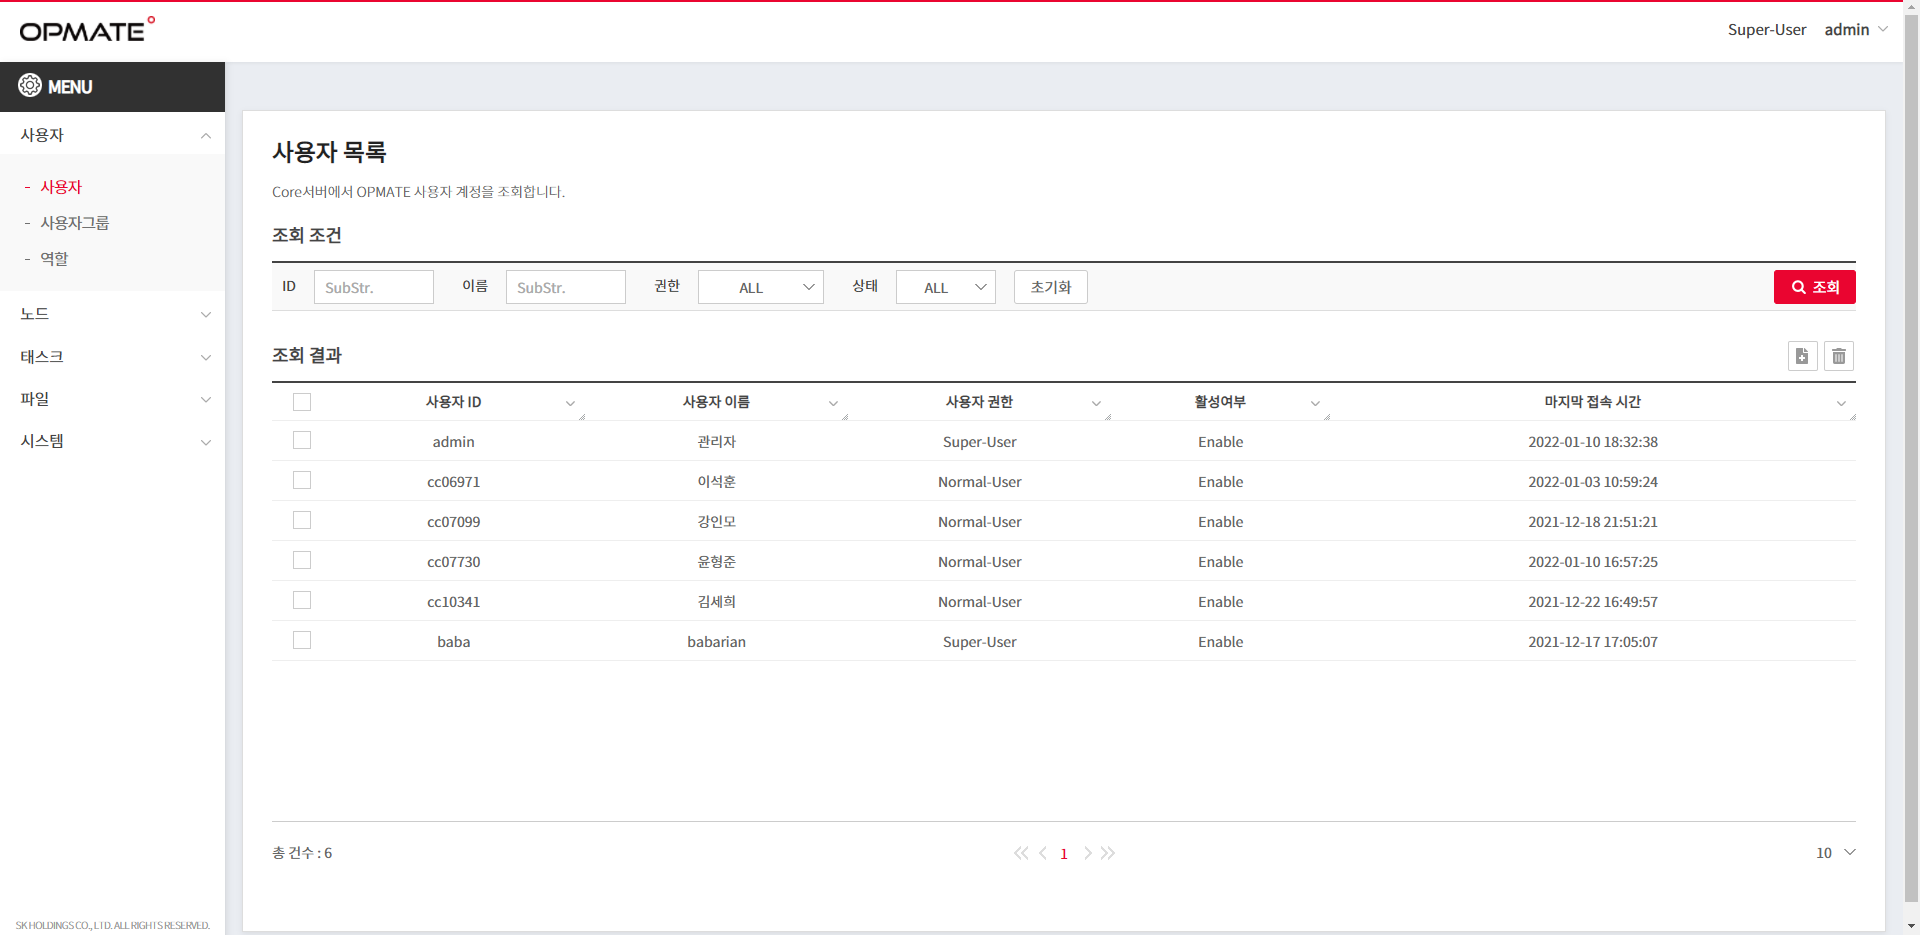 OPMATE
Super-User admin
MENU
사용자
- 사용자
- 사용자그룹
- 역할
노드
태스크
파일
시스템
SK HOLDINGS CO., LTD. ALL RIGHTS RESERVED.
사용자 목록
Core서버에서 OPMATE 사용자 계정을 조회합니다.
조회 조건
ID SubStr. 이름 SubStr. 권한 ALL 상태 ALL 초기화 조회
조회 결과
사용자 ID 사용자 이름 사용자 권한 활성여부 마지막 접속 시간
admin 관리자 Super-User Enable 2022-01-10 18:32:38
cc06971 이석훈 Normal-User Enable 2022-01-03 10:59:24
cc07099 강인모 Normal-User Enable 2021-12-18 21:51:21
cc07730 윤형준 Normal-User Enable 2022-01-10 16:57:25
cc10341 김세희 Normal-User Enable 2021-12-22 16:49:57
baba babarian Super-User Enable 2021-12-17 17:05:07
총 건수 : 6 1 10